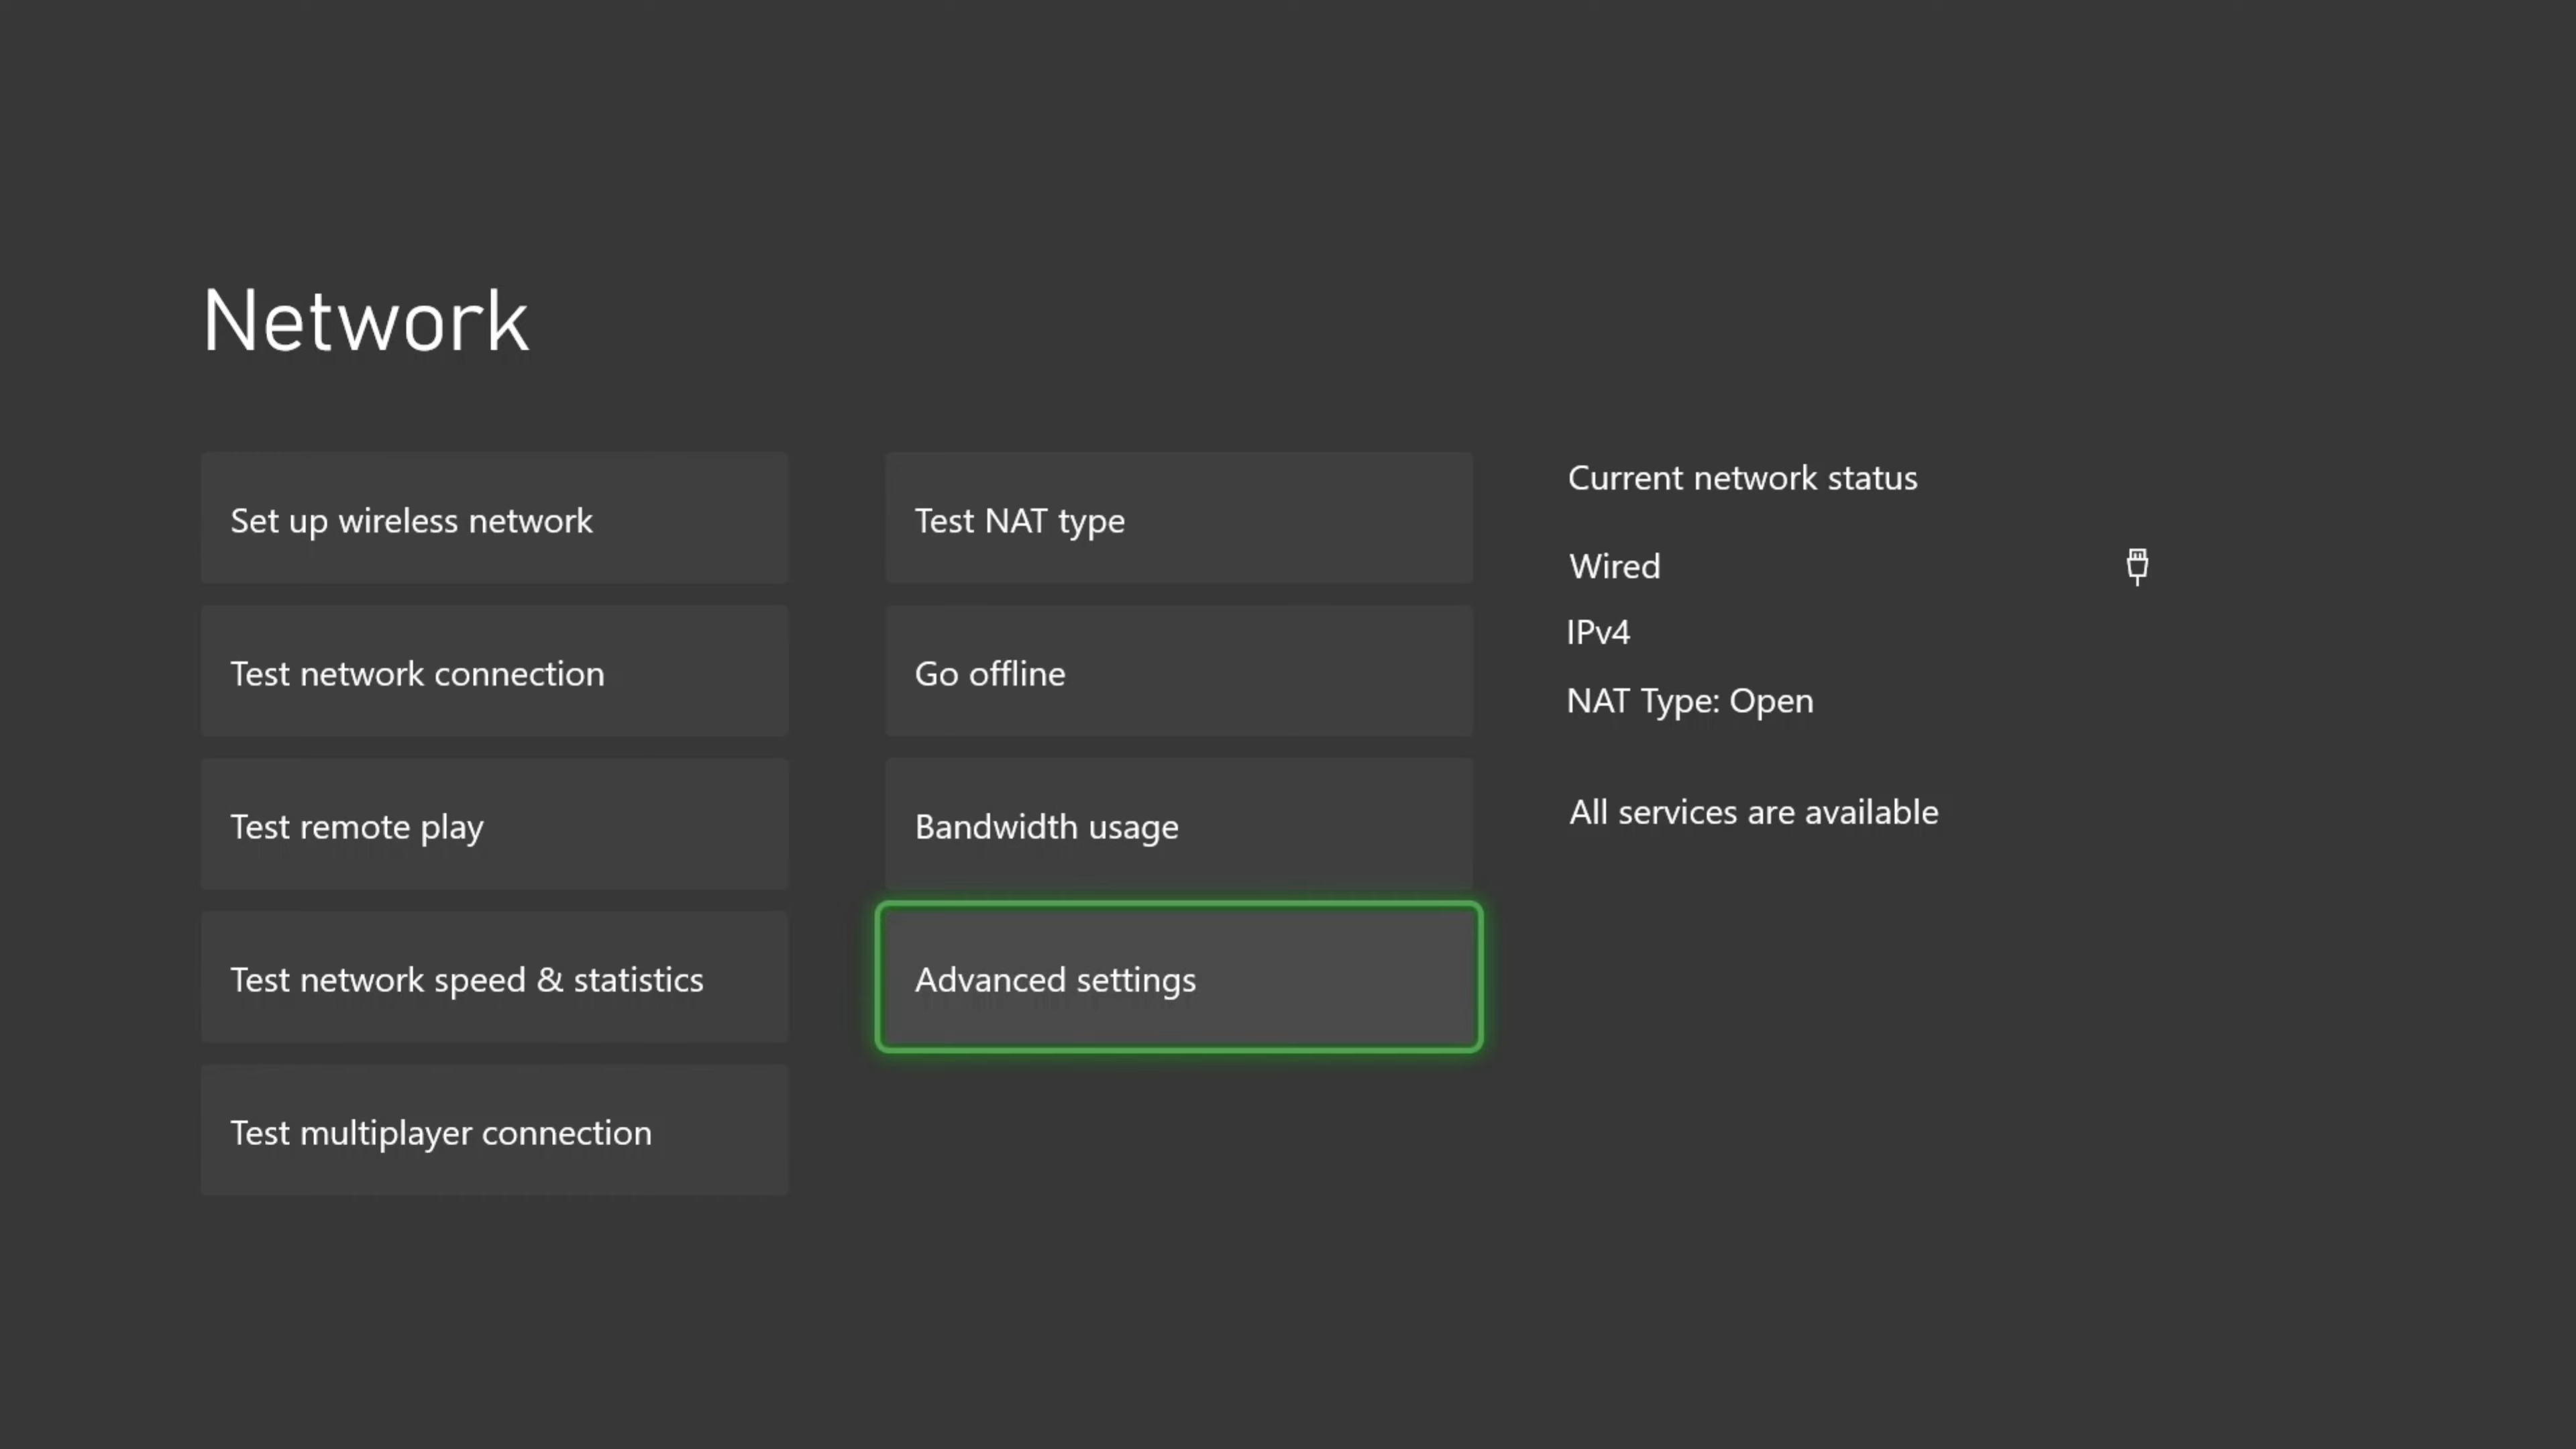 Network
Set up wireless network
Test network connection
Test remote play
Test network speed & statistics
Test multiplayer connection
Test NAT type
Go offline
Bandwidth usage
Advanced settings
Current network status
Wired
IPv4
NAT Type: Open
All services are available